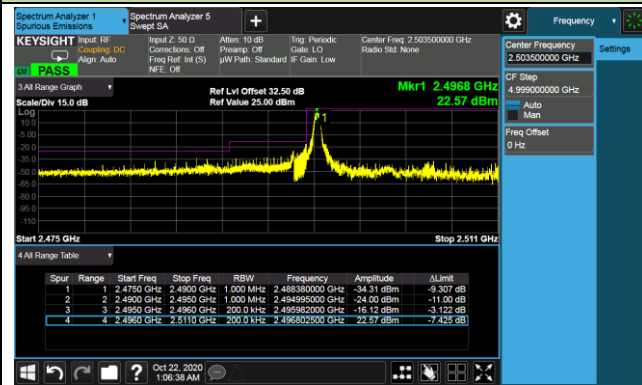 Spectrum Analyzer 1
Spurious Emissions
Spectrum Analyzer 5
Swept SA
Frequency
KEYSIGHT
Input: RF
Coupling: DC
Align: Auto
Input Z: 50 Ω
Corrections: Off
Freq Ref: Int (S)
NFE: Off
Atten: 10 dB
Preamp: Off
µW Path: Standard
Trig: Periodic
Gate: LO
IF Gain: Low
Center Freq: 2.503500000 GHz
Radio Std: None
PASS
Center Frequency
2.503500000 GHz
Settings
CF Step
4.999000000 GHz
Auto
Man
Freq Offset
0 Hz
3 All Range Graph
Scale/Div 15.0 dB
Ref Lvl Offset 32.50 dB
Ref Value 25.00 dBm
Mkr1 2.4968 GHz
22.57 dBm
Log
10.0
-5.00
-20.0
-35.0
-50.0
-65.0
-80.0
-95.0
-110
1
Start 2.475 GHz
Stop 2.511 GHz
4 All Range Table
Spur Range Start Freq Stop Freq RBW Frequency Amplitude ΔLimit
1 1 2.4750 GHz 2.4900 GHz 1.000 MHz 2.488380000 GHz -34.31 dBm -9.307 dB
2 2 2.4900 GHz 2.4950 GHz 1.000 MHz 2.494995000 GHz -24.00 dBm -11.00 dB
3 3 2.4950 GHz 2.4960 GHz 200.0 kHz 2.495982000 GHz -16.12 dBm -3.122 dB
4 4 2.4960 GHz 2.5110 GHz 200.0 kHz 2.496802500 GHz 22.57 dBm -7.425 dB
Oct 22, 2020
1:06:38 AM